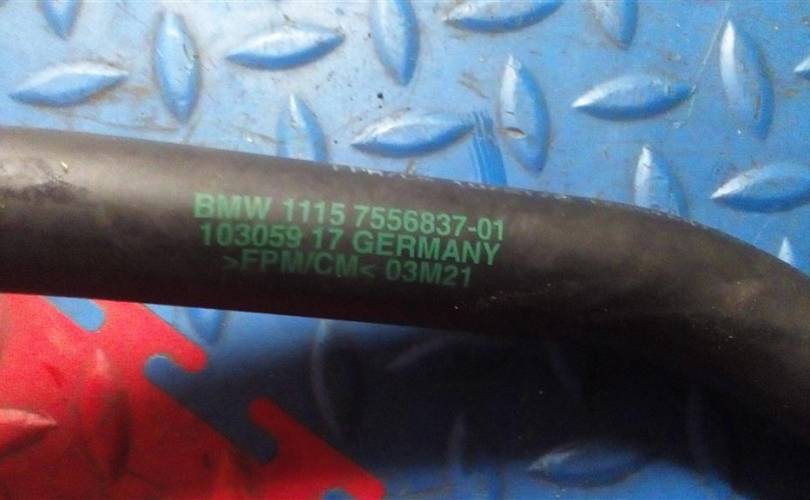 BMW 1115 7556837-01
103059 17 GERMANY
>FPM/CM< 03M21